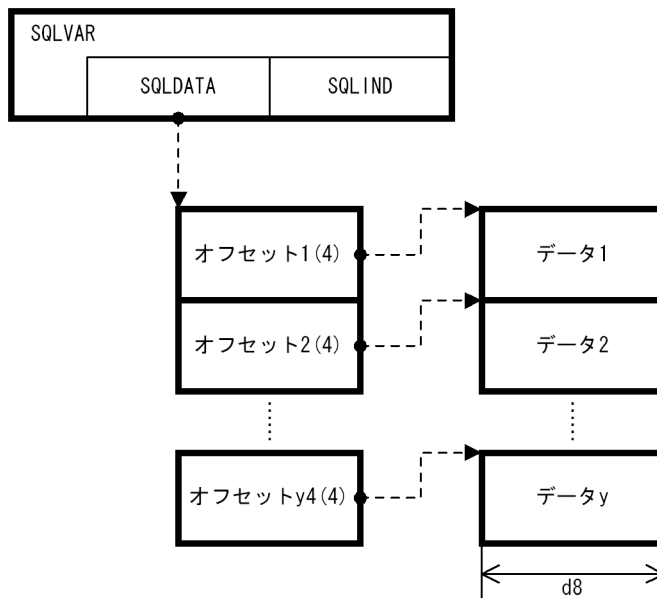 SQLVAR
SQLDATA SQLIND
オフセット1(4) データ1
オフセット2(4) データ2
オフセットy4(4) データy
d8